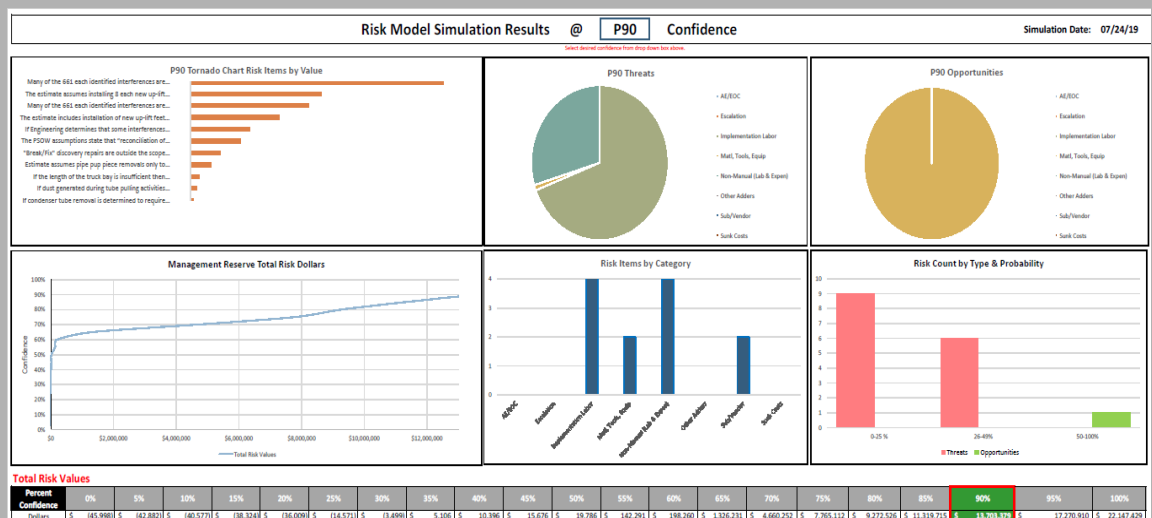 Risk Model Simulation Results @ P90 Confidence
Simulation Date: 07/24/19
Select desired confidence from drop down box above.
P90 Tornado Chart Risk Items by Value
Many of the 661 each identified interferences are...
The estimate assumes installing 8 each new up-lift...
Many of the 661 each identified interferences are...
The estimate includes installation of new up-lift feet...
If Engineering determines that some interferences...
The PSOW assumptions state that "reconciliation of...
"Break/Fix" discovery repairs are outside the scope...
Estimate assumes pipe pup piece removals only to...
If the length of the truck bay is insufficient then...
If dust generated during tube pulling activities...
If condenser tube removal is determined to require...
P90 Threats
AE/EOC
Escalation
Implementation Labor
Matl, Tools, Equip
Non-Manual (Lab & Expen)
Other Adders
Sub/Vendor
Sunk Costs
P90 Opportunities
AE/EOC
Escalation
Implementation Labor
Matl, Tools, Equip
Non-Manual (Lab & Expen)
Other Adders
Sub/Vendor
Sunk Costs
Management Reserve Total Risk Dollars
Confidence
100%
90%
80%
70%
60%
50%
40%
30%
20%
10%
0%
$0 $2,000,000 $4,000,000 $6,000,000 $8,000,000 $10,000,000 $12,000,000
Total Risk Values
Risk Items by Category
4
3
2
1
0
AE/EOC Escalation Implementation Labor Matl, Tools, Equip Non-Manual (Lab & Expen) Other Adders Sub/Vendor Sunk Costs
Risk Count by Type & Probability
10
9
8
7
6
5
4
3
2
1
0
0-25 % 26-49% 50-100%
Threats Opportunities
Total Risk Values
Percent Confidence 0% 5% 10% 15% 20% 25% 30% 35% 40% 45% 50% 55% 60% 65% 70% 75% 80% 85% 90% 95% 100%
Dollars $ (45,998) $ (42,882) $ (40,577) $ (38,324) $ (36,009) $ (14,571) $ (3,499) $ 5,106 $ 10,396 $ 15,676 $ 19,786 $ 142,291 $ 198,260 $ 1,326,231 $ 4,660,252 $ 7,765,112 $ 9,272,526 $ 11,319,715 $ $ 17,270,910 $ 22,147,429